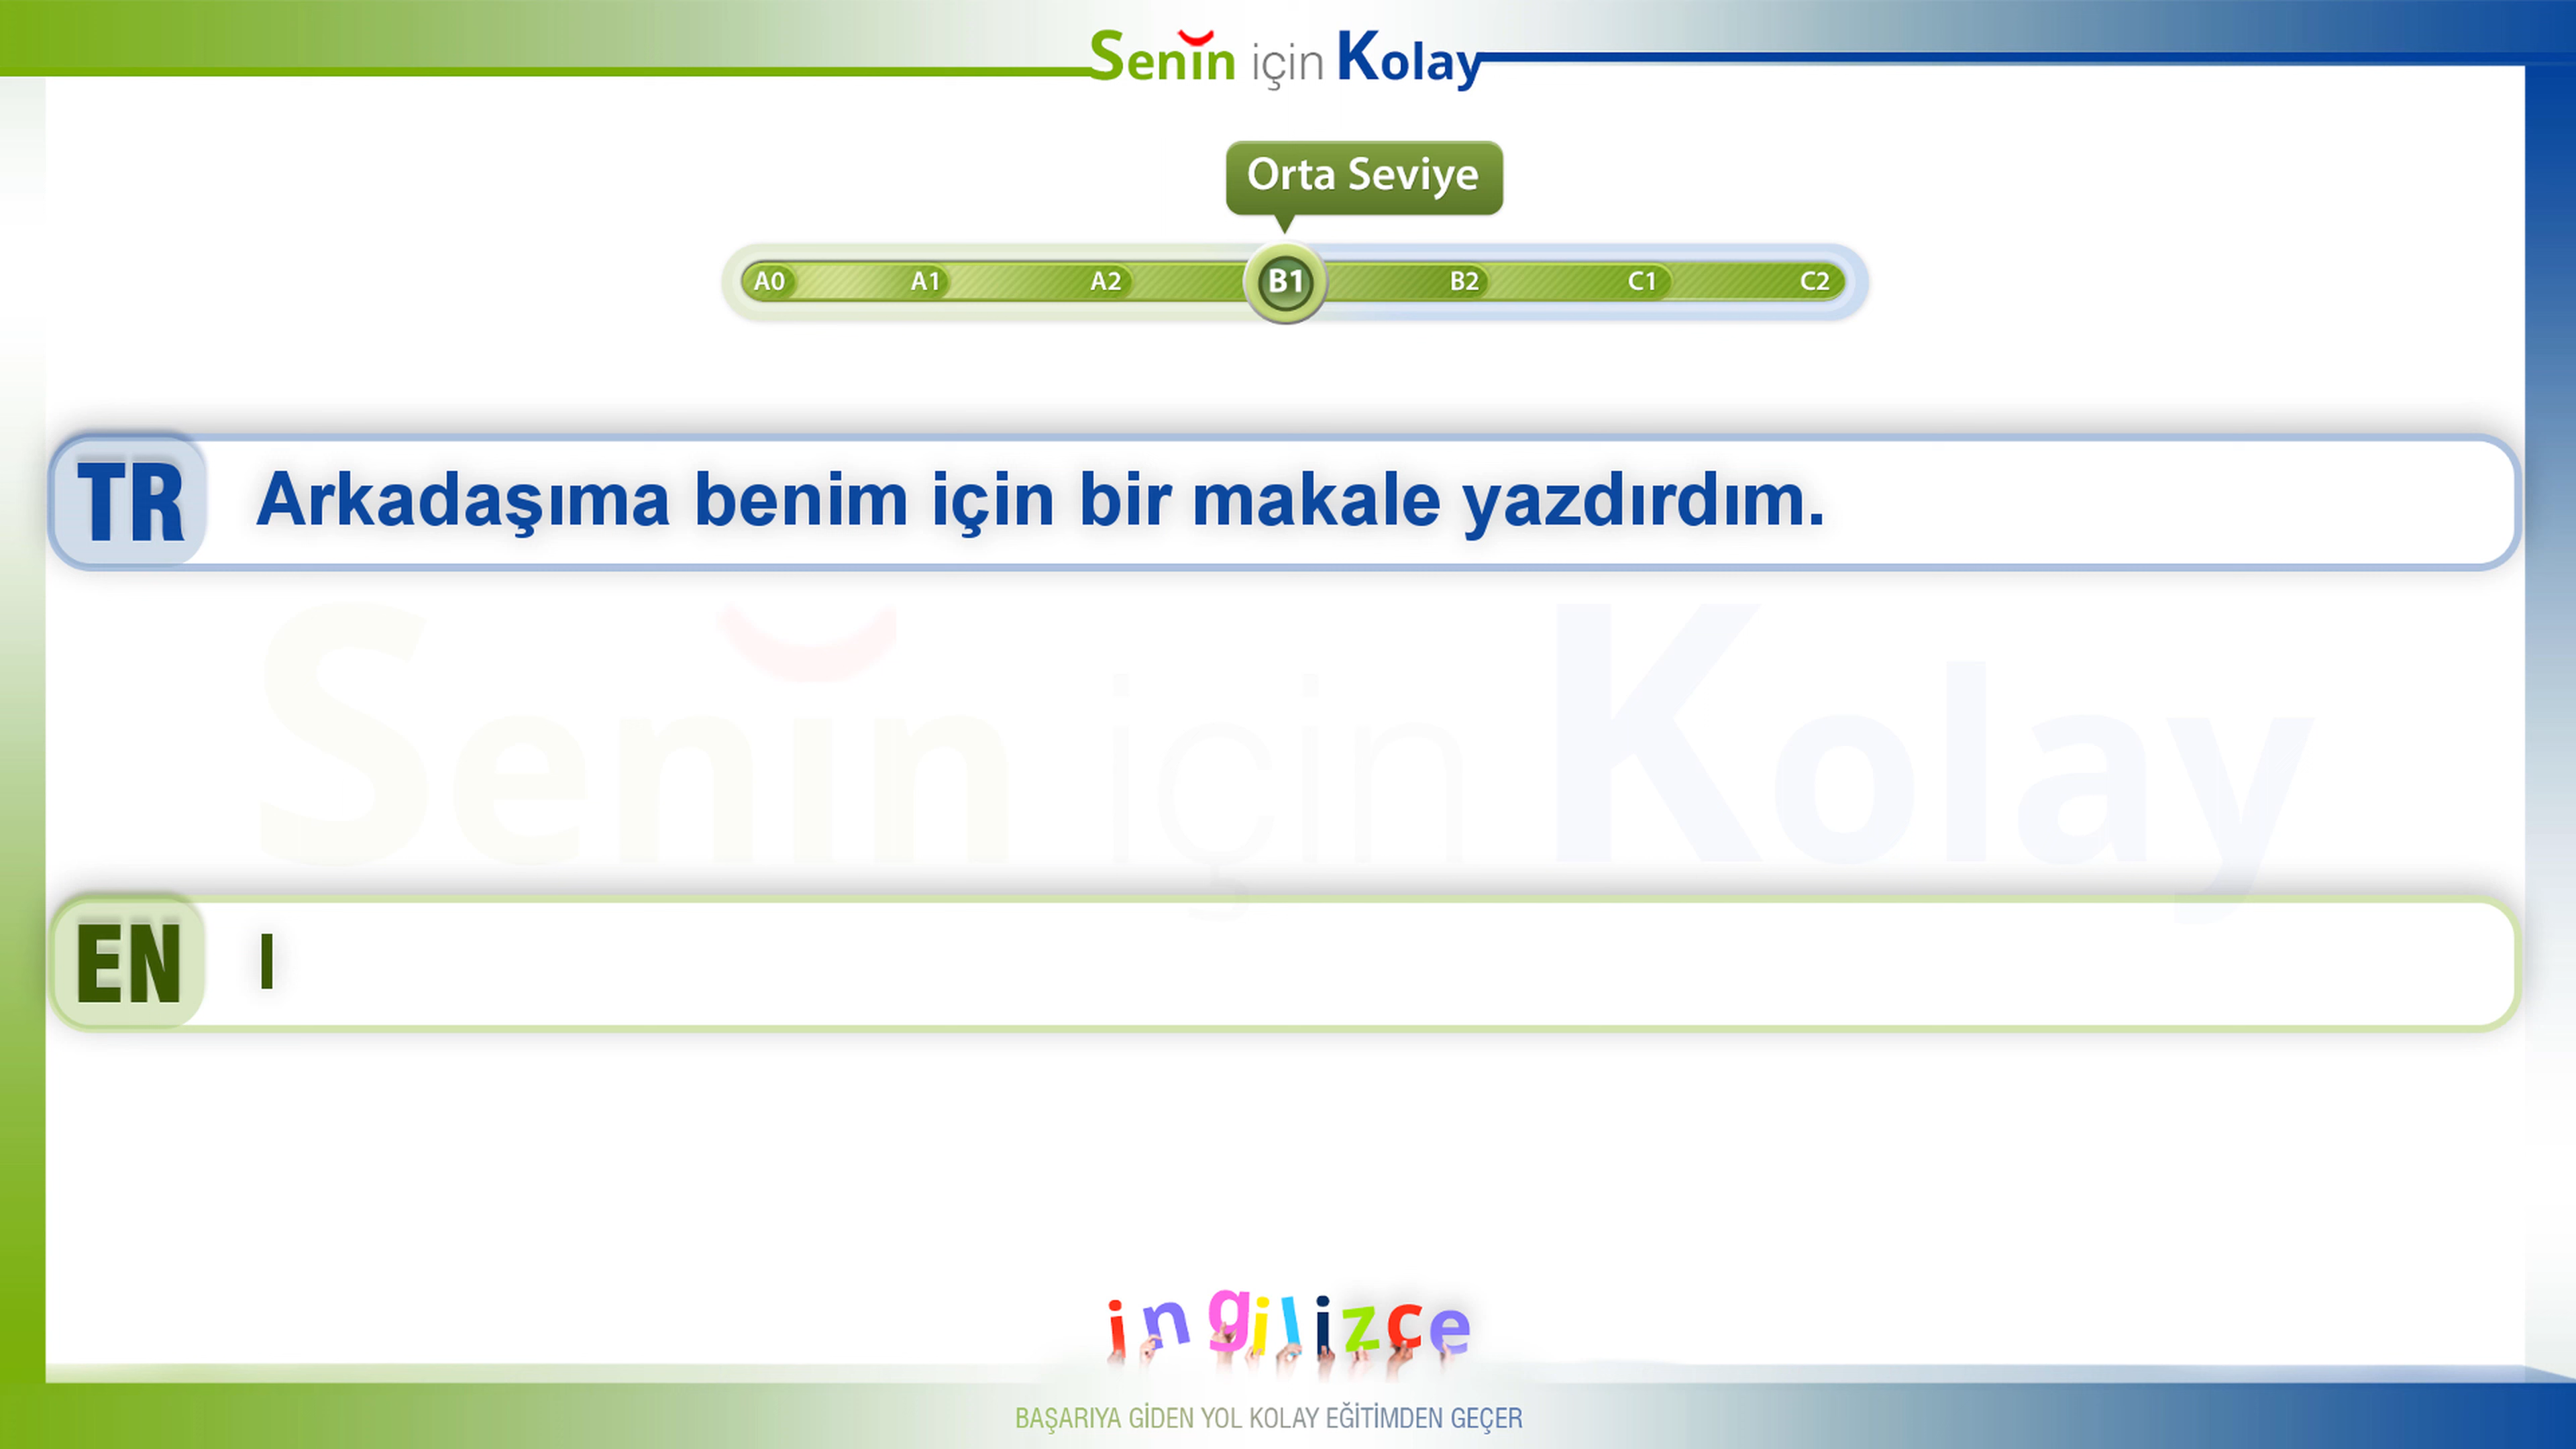 Senin için Kolay
Orta Seviye
A0 A1 A2 B1 B2 C1 C2
TR Arkadaşıma benim için bir makale yazdırdım.
Senin için Kolay
EN I
ingilizce
BAŞARIYA GİDEN YOL KOLAY EĞİTİMDEN GEÇER